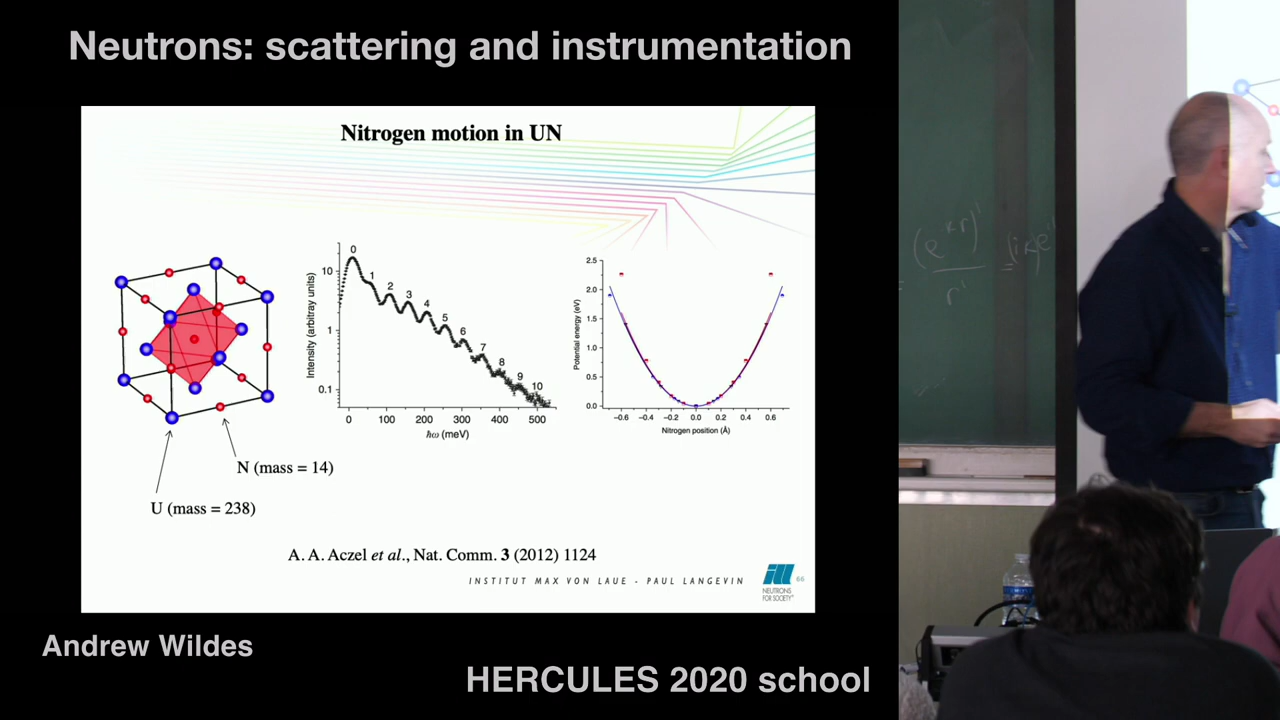 Neutrons: scattering and instrumentation
Nitrogen motion in UN
Intensity (arbitrary units)
10
1
0.1
0
1
2
3
4
5
6
7
8
9
10
0 100 200 300 400 500
ħω (meV)
Potential energy (eV)
2.5
2.0
1.5
1.0
0.5
0.0
−0.6 −0.4 −0.2 0.0 0.2 0.4 0.6
Nitrogen position (Å)
N (mass = 14)
U (mass = 238)
A. A. Aczel et al., Nat. Comm. 3 (2012) 1124
INSTITUT MAX VON LAUE - PAUL LANGEVIN
NEUTRONS
FOR SOCIETY
66
Andrew Wildes
HERCULES 2020 school